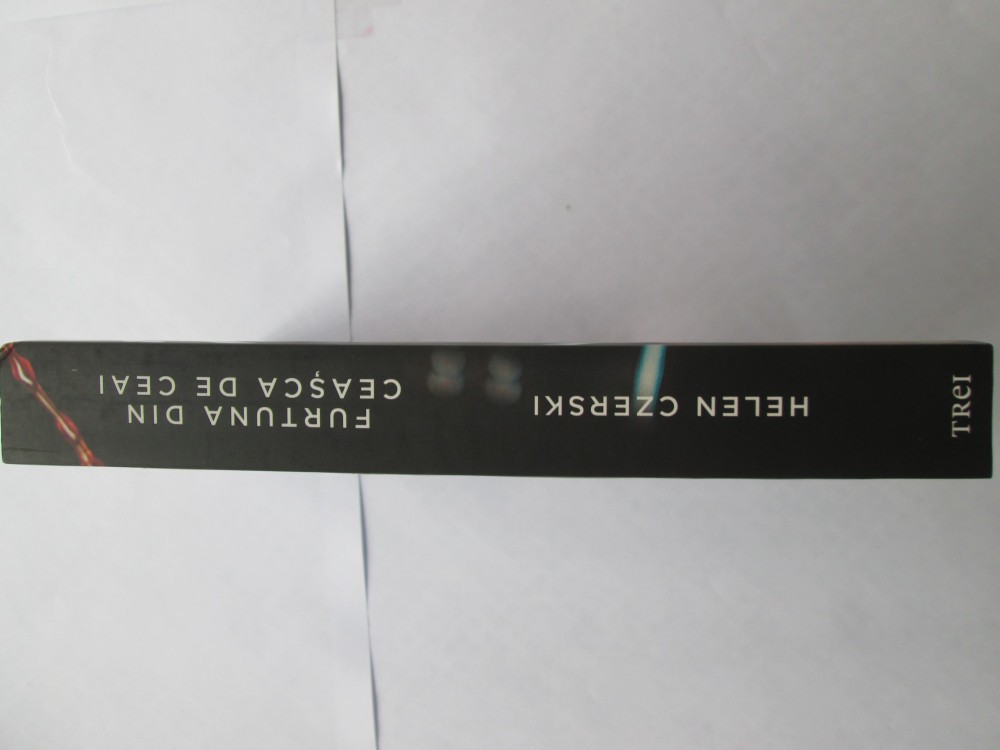 FURTUNA DIN
CEAȘCA DE CEAI
HELEN CZERSKI
TREI